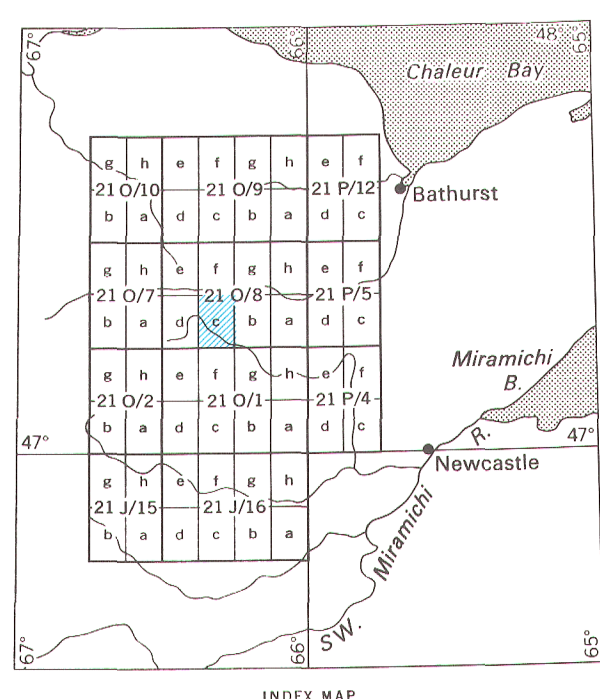 67° 66° 48° 65°
Chaleur Bay
g h e f g h e f
21 O/10 21 O/9 21 P/12
Bathurst
b a d c b a d c
g h e f g h e f
21 O/7 21 O/8 21 P/5
b a d c b a d c
Miramichi
B.
g h e f g h e f
21 O/2 21 O/1 21 P/4
b a d c b a d c
R.
47° 47°
Newcastle
g h e f g h
21 J/15 21 J/16
b a d c b a
Miramichi
SW.
67° 66° 65°
INDEX MAP